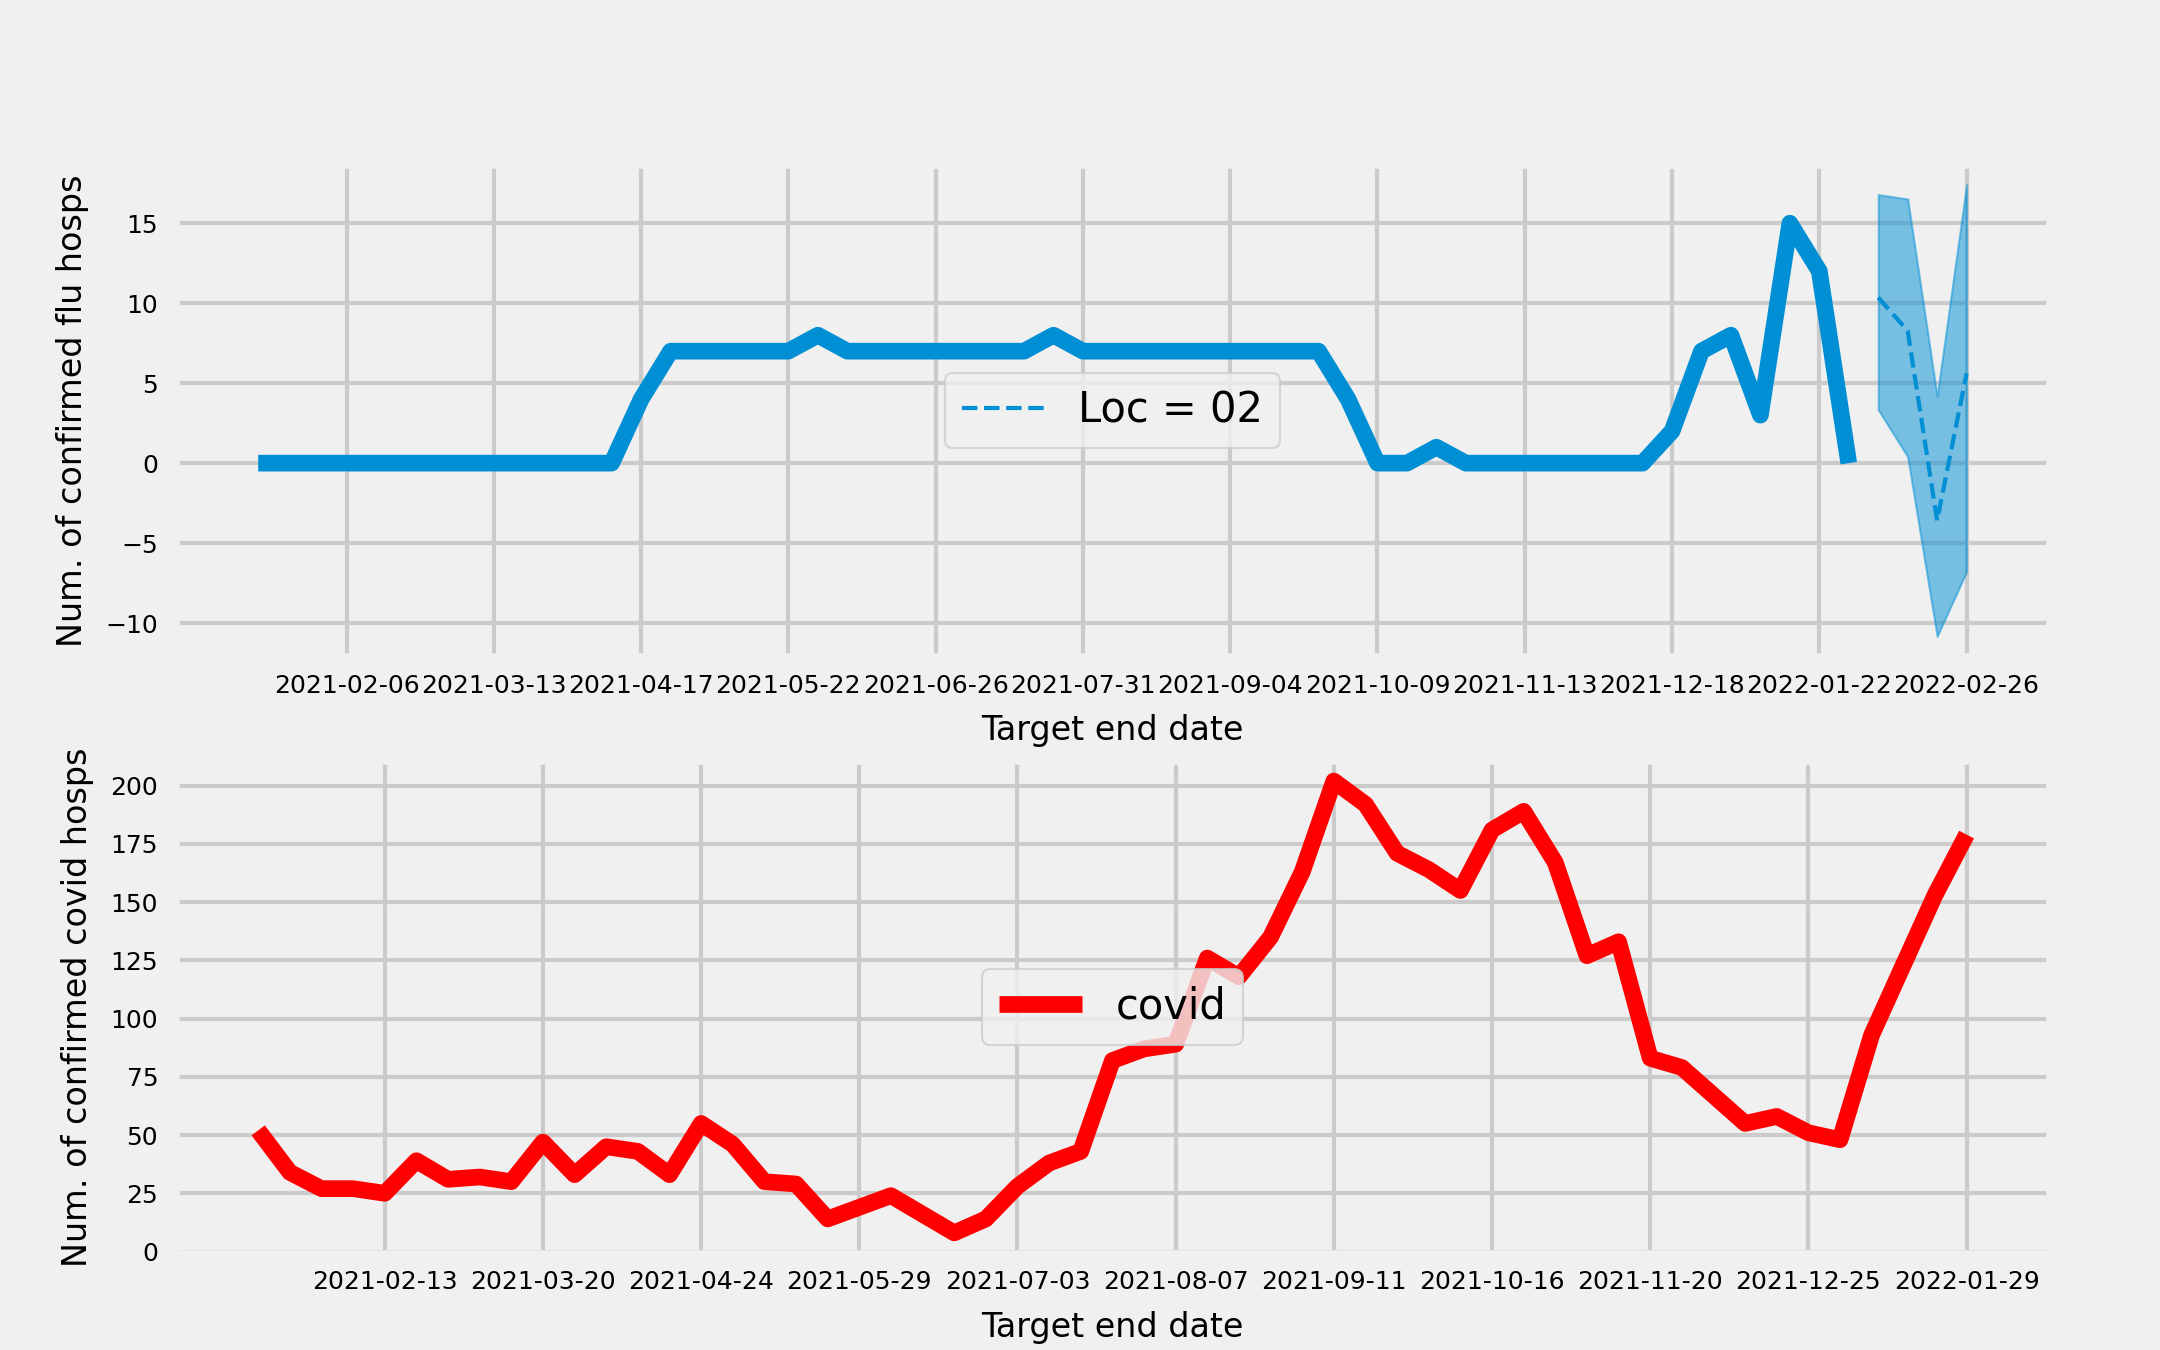 Num. of confirmed flu hosps
15
10
5
0
−5
−10
Loc = 02
2021-02-06 2021-03-13 2021-04-17 2021-05-22 2021-06-26 2021-07-31 2021-09-04 2021-10-09 2021-11-13 2021-12-18 2022-01-22 2022-02-26
Target end date
Num. of confirmed covid hosps
200
175
150
125
100
75
50
25
0
covid
2021-02-13 2021-03-20 2021-04-24 2021-05-29 2021-07-03 2021-08-07 2021-09-11 2021-10-16 2021-11-20 2021-12-25 2022-01-29
Target end date